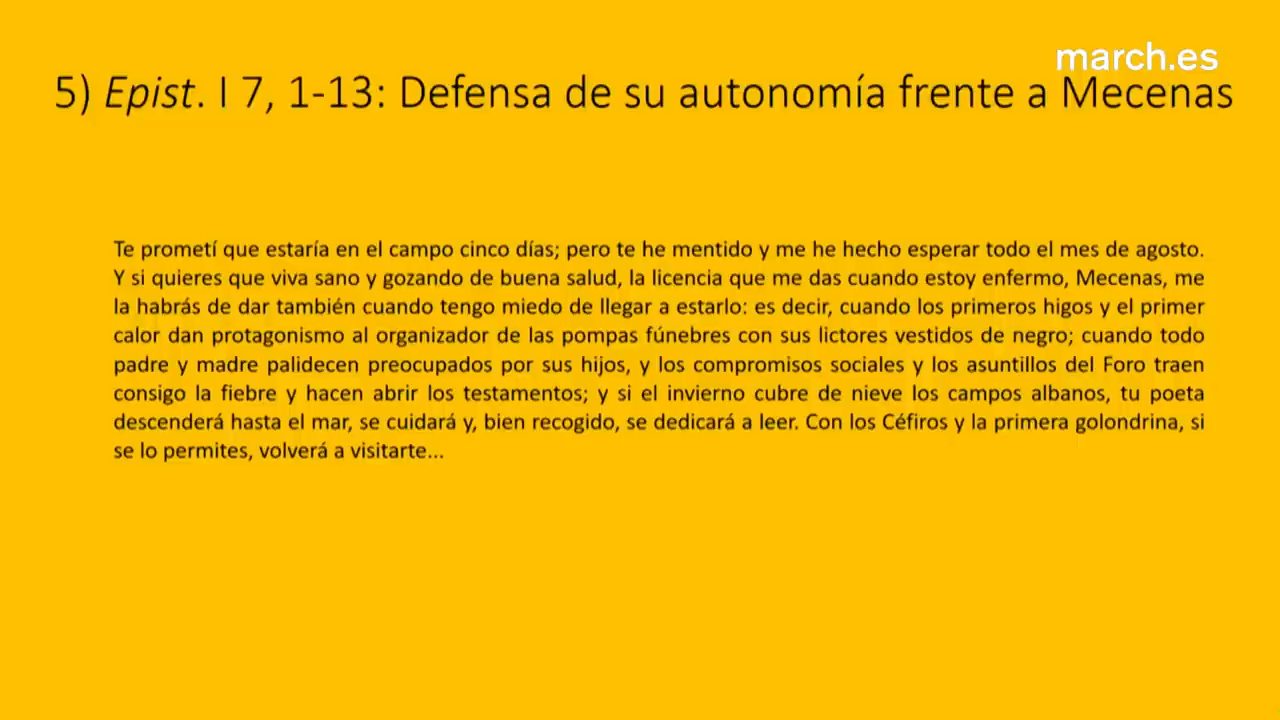 march.es
5) Epist. I 7, 1-13: Defensa de su autonomía frente a Mecenas
Te prometí que estaría en el campo cinco días; pero te he mentido y me he hecho esperar todo el mes de agosto.
Y si quieres que viva sano y gozando de buena salud, la licencia que me das cuando estoy enfermo, Mecenas, me
la habrás de dar también cuando tengo miedo de llegar a estarlo: es decir, cuando los primeros higos y el primer
calor dan protagonismo al organizador de las pompas fúnebres con sus lictores vestidos de negro; cuando todo
padre y madre palidecen preocupados por sus hijos, y los compromisos sociales y los asuntillos del Foro traen
consigo la fiebre y hacen abrir los testamentos; y si el invierno cubre de nieve los campos albanos, tu poeta
descenderá hasta el mar, se cuidará y, bien recogido, se dedicará a leer. Con los Céfiros y la primera golondrina, si
se lo permites, volverá a visitarte...